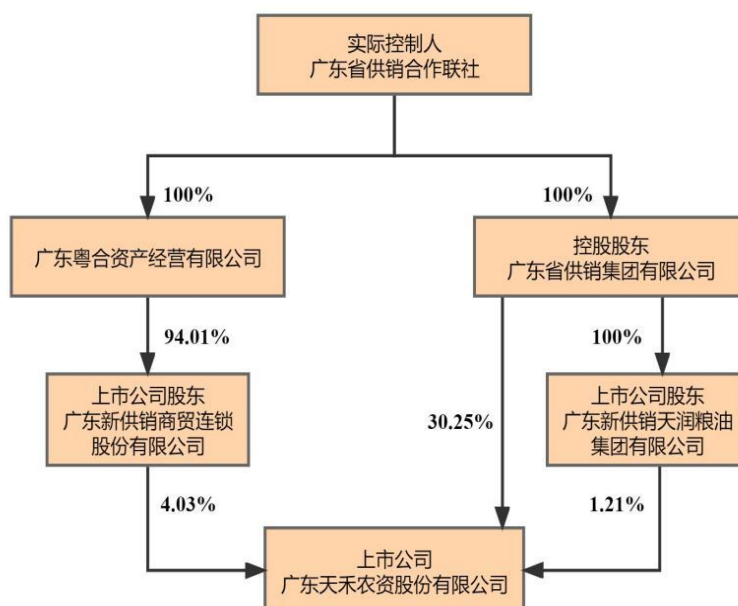 实际控制人
广东省供销合作联社
100%
100%
广东粤合资产经营有限公司
控股股东
广东省供销集团有限公司
94.01%
100%
上市公司股东
广东新供销商贸连锁
股份有限公司
30.25%
上市公司股东
广东新供销天润粮油
集团有限公司
4.03%
1.21%
上市公司
广东天禾农资股份有限公司